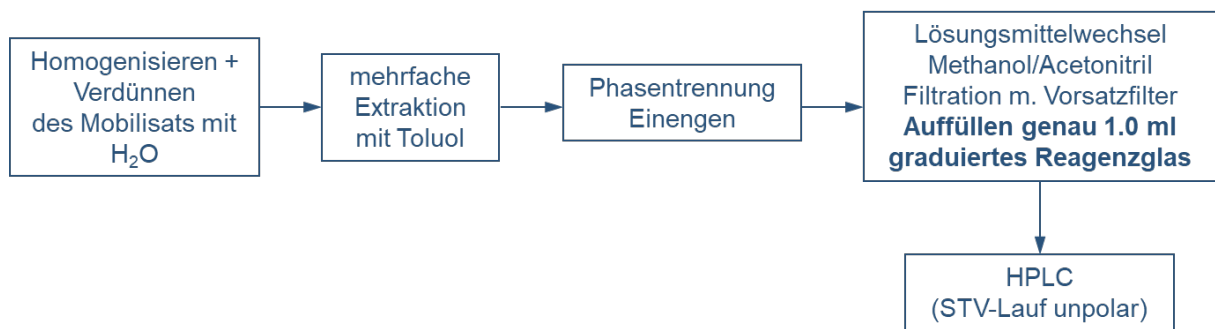 Homogenisieren +
Verdünnen
des Mobilisats mit
H₂O
mehrfache
Extraktion
mit Toluol
Phasentrennung
Einengen
Lösungsmittelwechsel
Methanol/Acetonitril
Filtration m. Vorsatzfilter
Auffüllen genau 1.0 ml
graduiertes Reagenzglas
HPLC
(STV-Lauf unpolar)